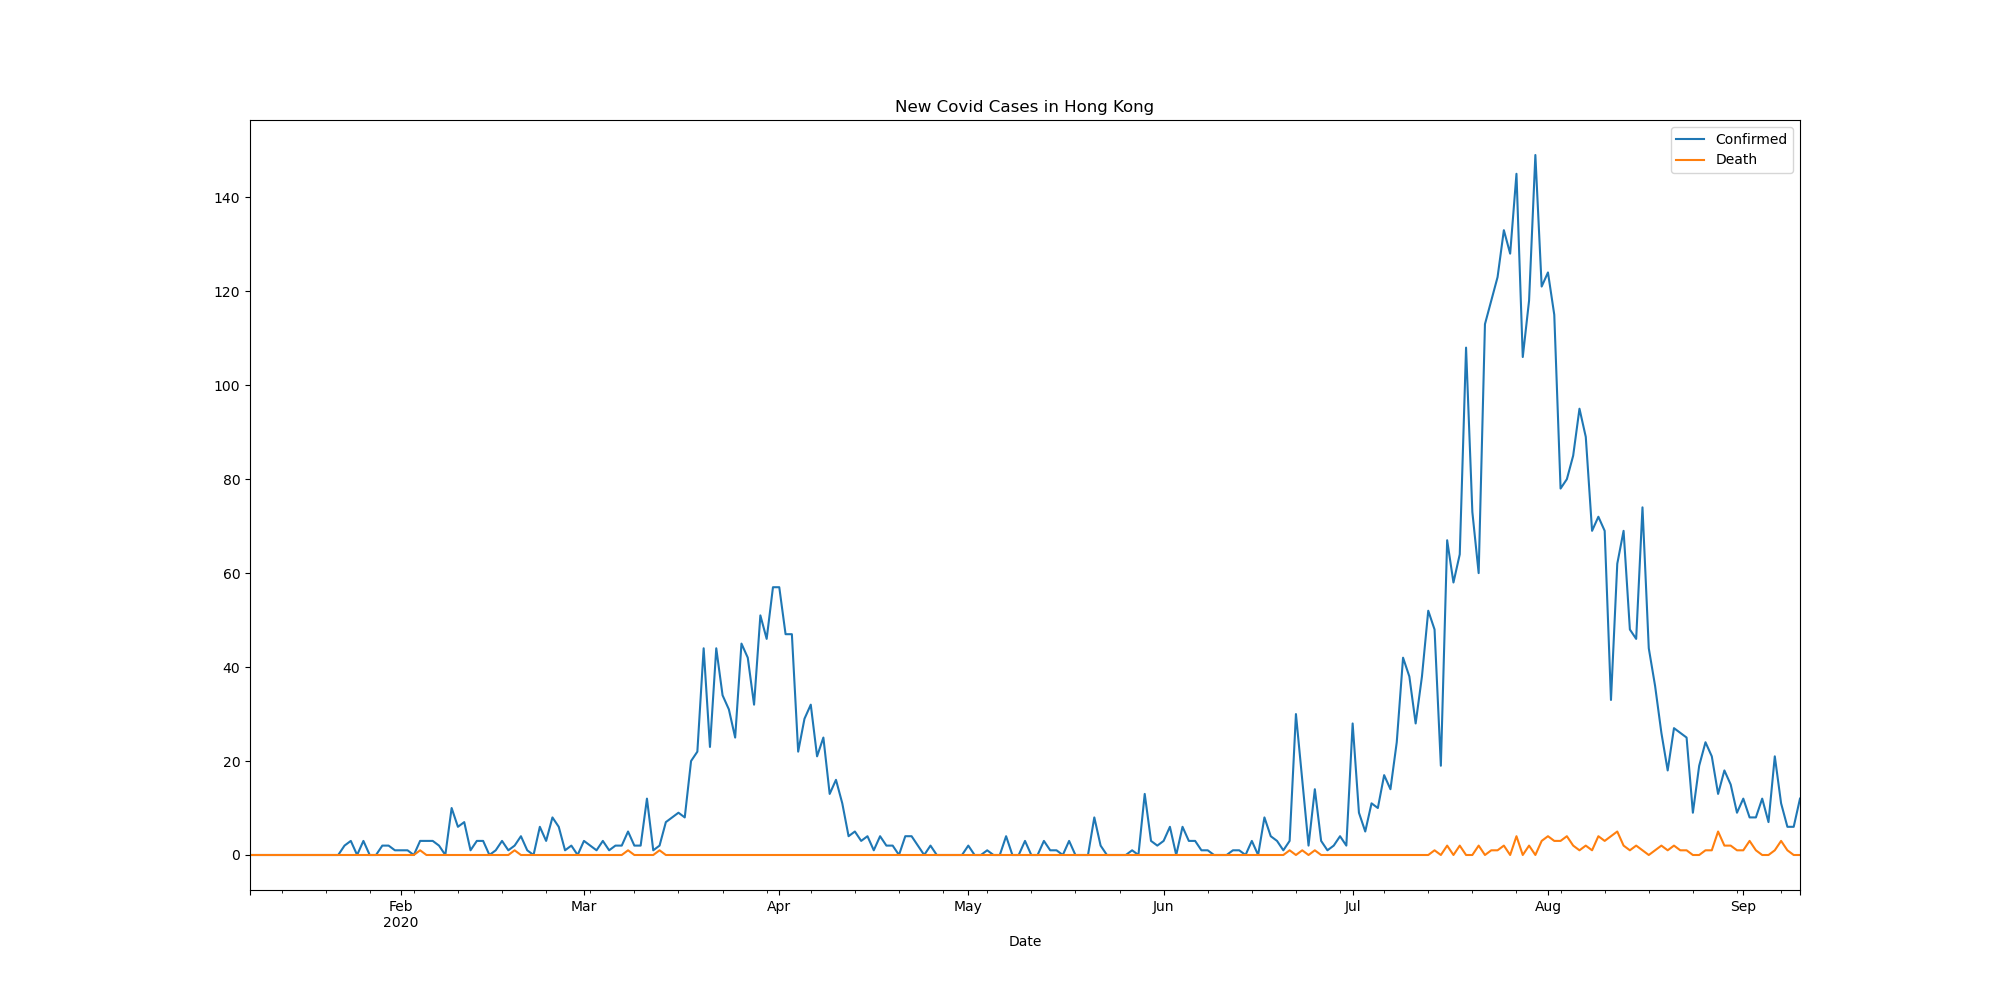 New Covid Cases in Hong Kong
Confirmed
Death
140
120
100
80
60
40
20
0
Feb Mar Apr May Jun Jul Aug Sep
2020
Date